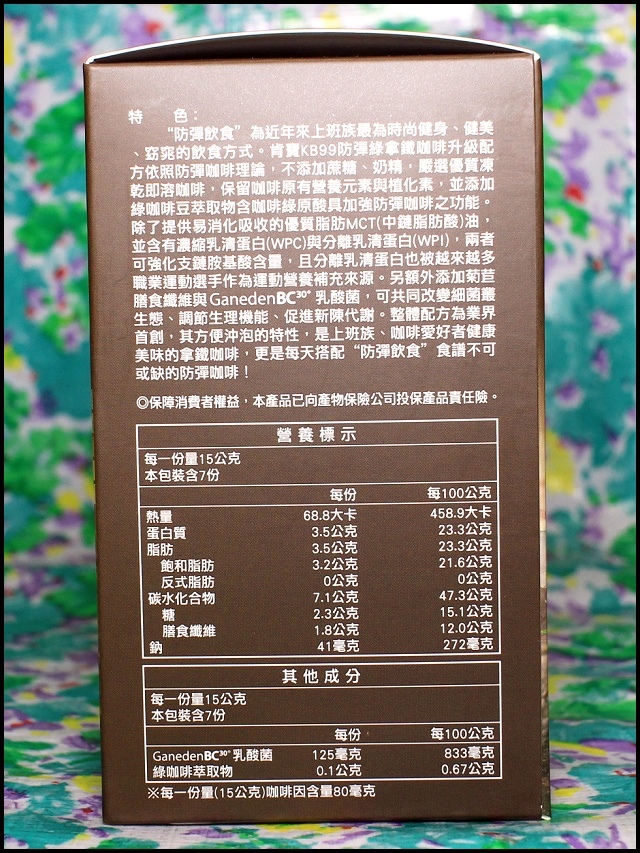 特　色：
“防彈飲食”為近年來上班族最為時尚健身、健美
、窈窕的飲食方式。肯寶KB99防彈綠拿鐵咖啡升級配
方依照防彈咖啡理論，不添加蔗糖、奶精，嚴選優質凍
乾即溶咖啡，保留咖啡原有營養元素與植化素，並添加
綠咖啡豆萃取物含咖啡綠原酸具加強防彈咖啡之功能。
除了提供易消化吸收的優質脂肪MCT(中鏈脂肪酸)油，
並含有濃縮乳清蛋白(WPC)與分離乳清蛋白(WPI)，兩者
可強化支鏈胺基酸含量，且分離乳清蛋白也被越來越多
職業運動選手作為運動營養補充來源。另額外添加菊苣
膳食纖維與GanedenBC³⁰® 乳酸菌，可共同改變細菌叢
生態、調節生理機能、促進新陳代謝。整體配方為業界
首創，其方便沖泡的特性，是上班族、咖啡愛好者健康
美味的拿鐵咖啡，更是每天搭配“防彈飲食”食譜不可
或缺的防彈咖啡！
◎保障消費者權益，本產品已向產物保險公司投保產品責任險。
營養標示
每一份量15公克
本包裝含7份
每份 每100公克
熱量 68.8大卡 458.9大卡
蛋白質 3.5公克 23.3公克
脂肪 3.5公克 23.3公克
飽和脂肪 3.2公克 21.6公克
反式脂肪 0公克 0公克
碳水化合物 7.1公克 47.3公克
糖 2.3公克 15.1公克
膳食纖維 1.8公克 12.0公克
鈉 41毫克 272毫克
其他成分
每一份量15公克
本包裝含7份
每份 每100公克
GanedenBC³⁰® 乳酸菌 125毫克 833毫克
綠咖啡萃取物 0.1公克 0.67公克
※每一份量(15公克)咖啡因含量80毫克